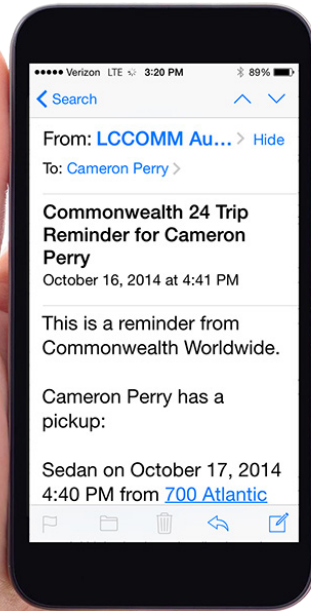 Verizon LTE 3:20 PM 89%
Search
From: LCCOMM Au... Hide
To: Cameron Perry
Commonwealth 24 Trip
Reminder for Cameron
Perry
October 16, 2014 at 4:41 PM
This is a reminder from
Commonwealth Worldwide.
Cameron Perry has a
pickup:
Sedan on October 17, 2014
4:40 PM from 700 Atlantic